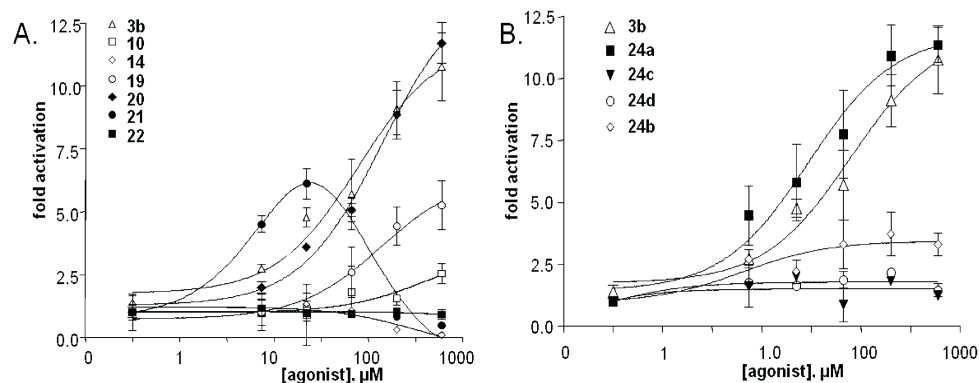 A.
3b
10
14
19
20
21
22
fold activation
12.5
10.0
7.5
5.0
2.5
0.0
0 1 10 100 1000
[agonist], µM
B.
3b
24a
24c
24d
24b
fold activation
12.5
10.0
7.5
5.0
2.5
0.0
0 1 1.0 100 1000
[agonist], µM